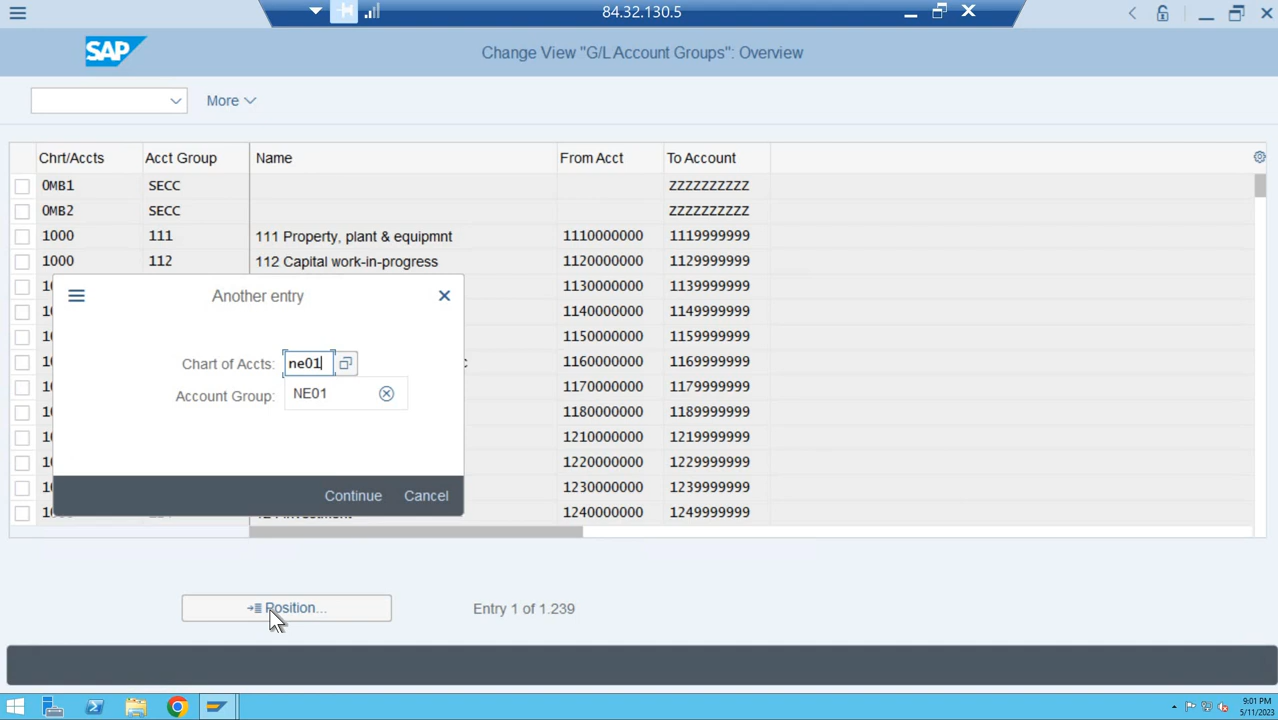 84.32.130.5
SAP Change View "G/L Account Groups": Overview
More
Chrt/Accts Acct Group Name From Acct To Account
0MB1 SECC ZZZZZZZZZZ
0MB2 SECC ZZZZZZZZZZ
1000 111 111 Property, plant & equipmnt 1110000000 1119999999
1000 112 112 Capital work-in-progress 1120000000 1129999999
1130000000 1139999999
1140000000 1149999999
1150000000 1159999999
1160000000 1169999999
1170000000 1179999999
1180000000 1189999999
1210000000 1219999999
1220000000 1229999999
1230000000 1239999999
1240000000 1249999999
Another entry
Chart of Accts: ne01
Account Group: NE01
Continue Cancel
Position... Entry 1 of 1.239
9:01 PM
5/11/2023